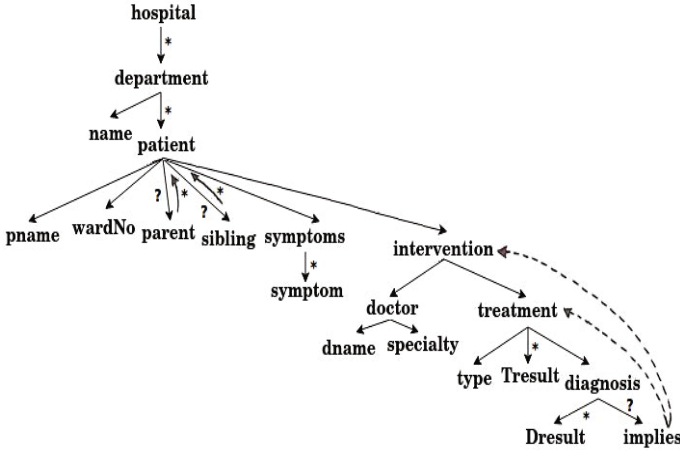 hospital
*
department
*
name
patient
? * ? *
pname wardNo parent sibling symptoms
intervention
*
symptom
doctor treatment
dname specialty
*
type Tresult diagnosis
* ?
Dresult implies